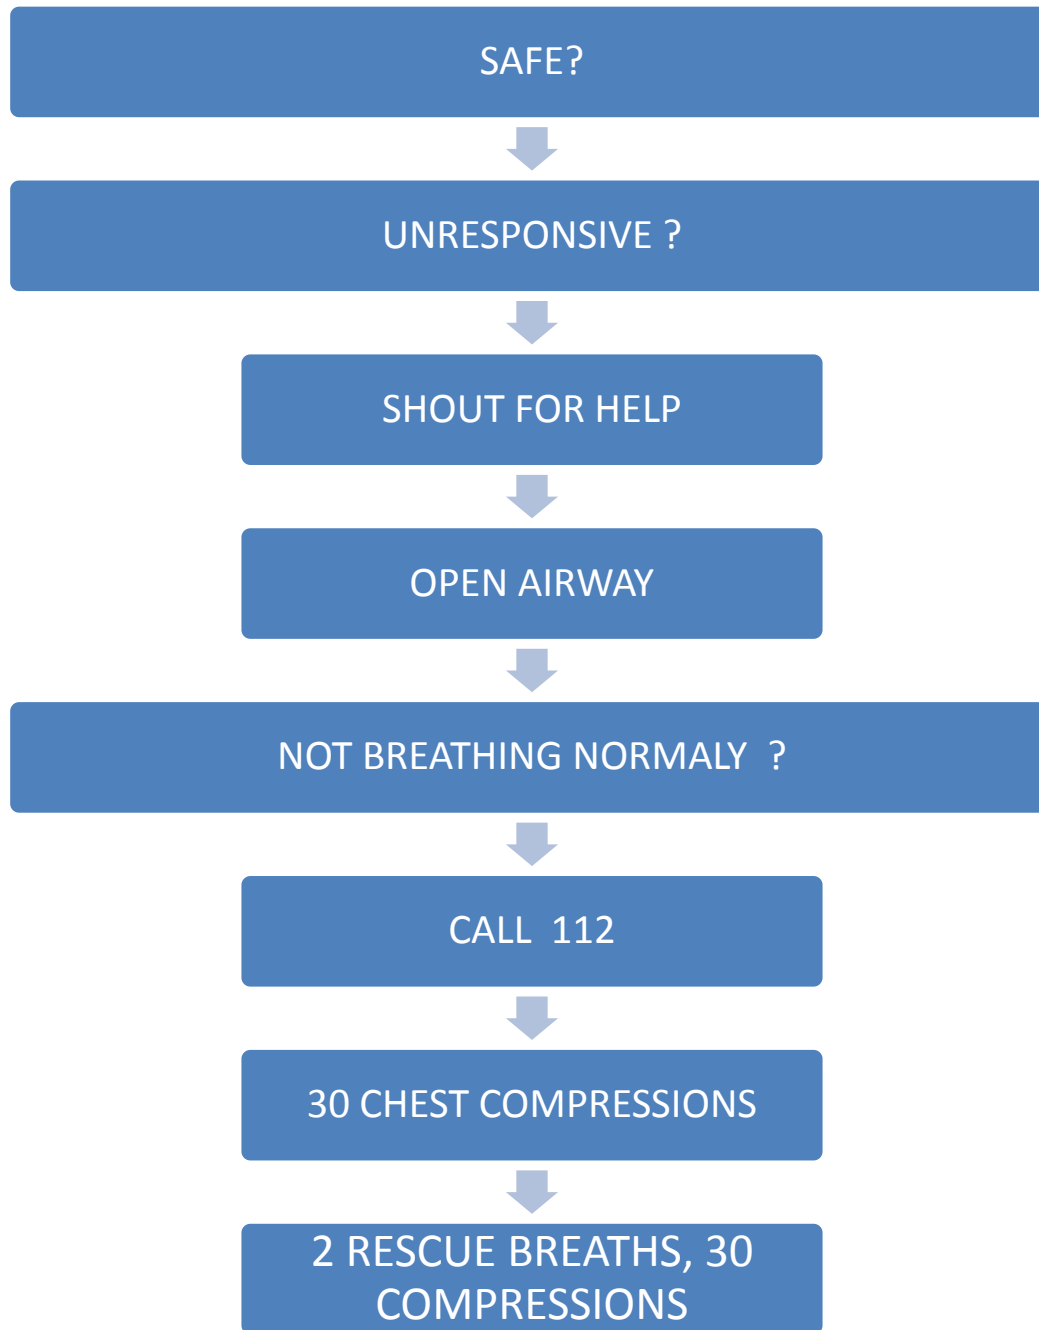 SAFE?
UNRESPONSIVE ?
SHOUT FOR HELP
OPEN AIRWAY
NOT BREATHING NORMALY  ?
CALL  112
30 CHEST COMPRESSIONS
2 RESCUE BREATHS, 30
COMPRESSIONS